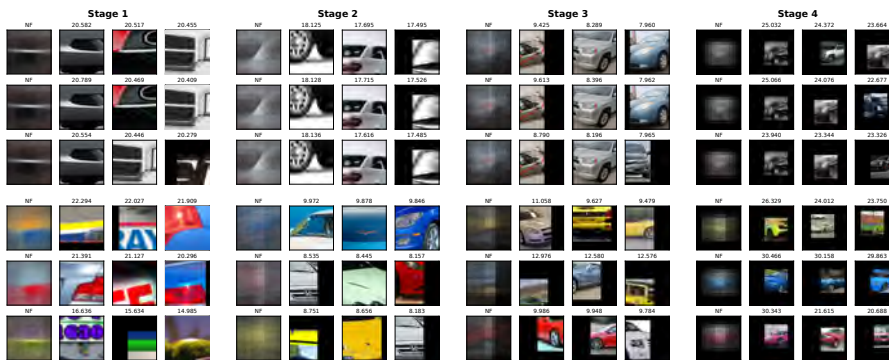 Stage 1 Stage 2 Stage 3 Stage 4
NF 20.582 20.517 20.455 NF 18.125 17.695 17.495 NF 9.425 8.289 7.960 NF 25.032 24.372 23.664
NF 20.789 20.469 20.409 NF 18.128 17.715 17.526 NF 9.613 8.396 7.962 NF 25.066 24.076 22.677
NF 20.554 20.446 20.279 NF 18.136 17.616 17.485 NF 8.790 8.196 7.965 NF 23.940 23.344 23.326
NF 22.294 22.027 21.909 NF 9.972 9.878 9.846 NF 11.058 9.627 9.479 NF 26.329 24.012 23.750
RAY
NF 21.391 21.127 20.296 NF 8.535 8.445 8.157 NF 12.976 12.580 12.576 NF 30.466 30.158 29.863
NF 16.636 15.634 14.985 NF 8.751 8.656 8.183 NF 9.986 9.948 9.784 NF 30.343 21.615 20.688